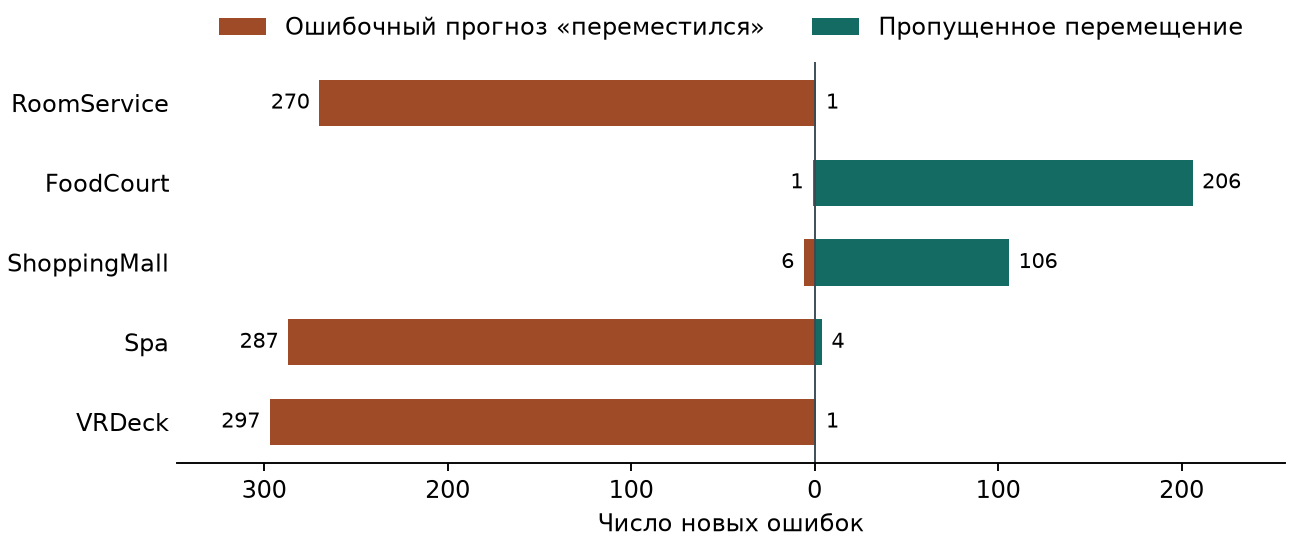 Ошибочный прогноз «переместился» Пропущенное перемещение
RoomService 270 1
FoodCourt 1 206
ShoppingMall 6 106
Spa 287 4
VRDeck 297 1
300 200 100 0 100 200
Число новых ошибок